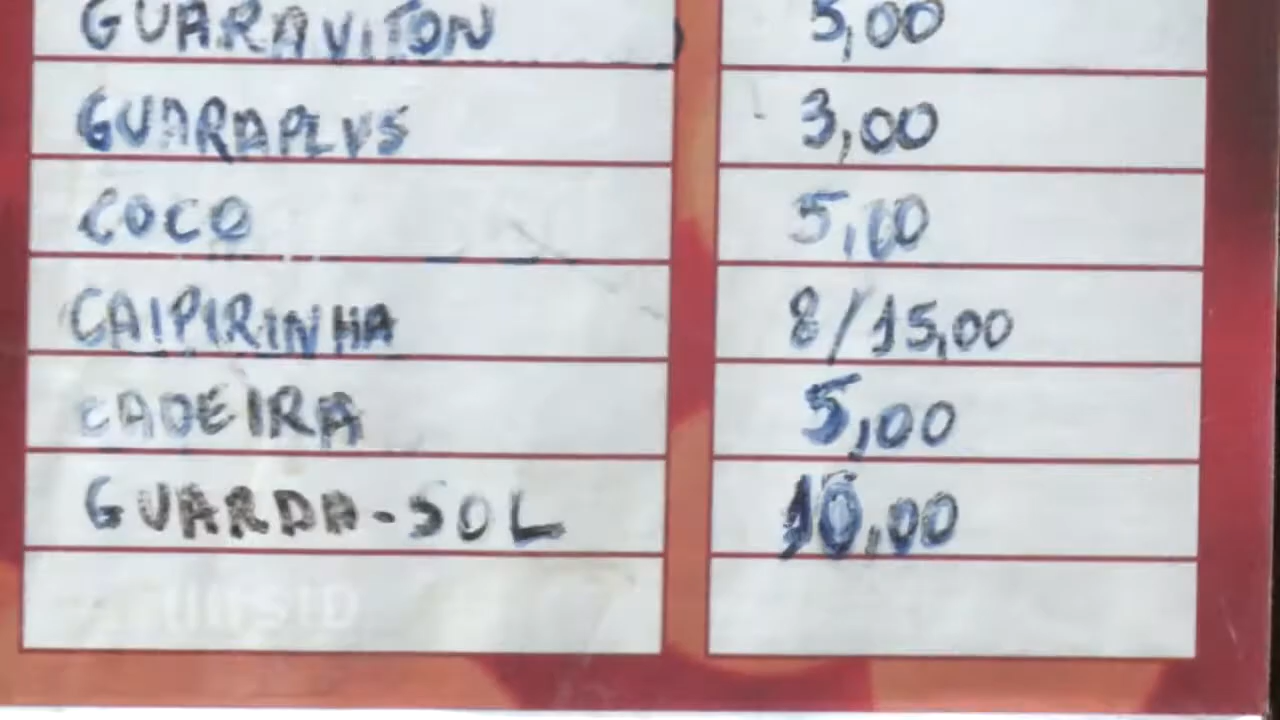 GUARAVITON 5,00
GUARAPLVS 3,00
COCO 5,00
CAIPIRINHA 8/15,00
CADEIRA 5,00
GUARDA-SOL 10,00